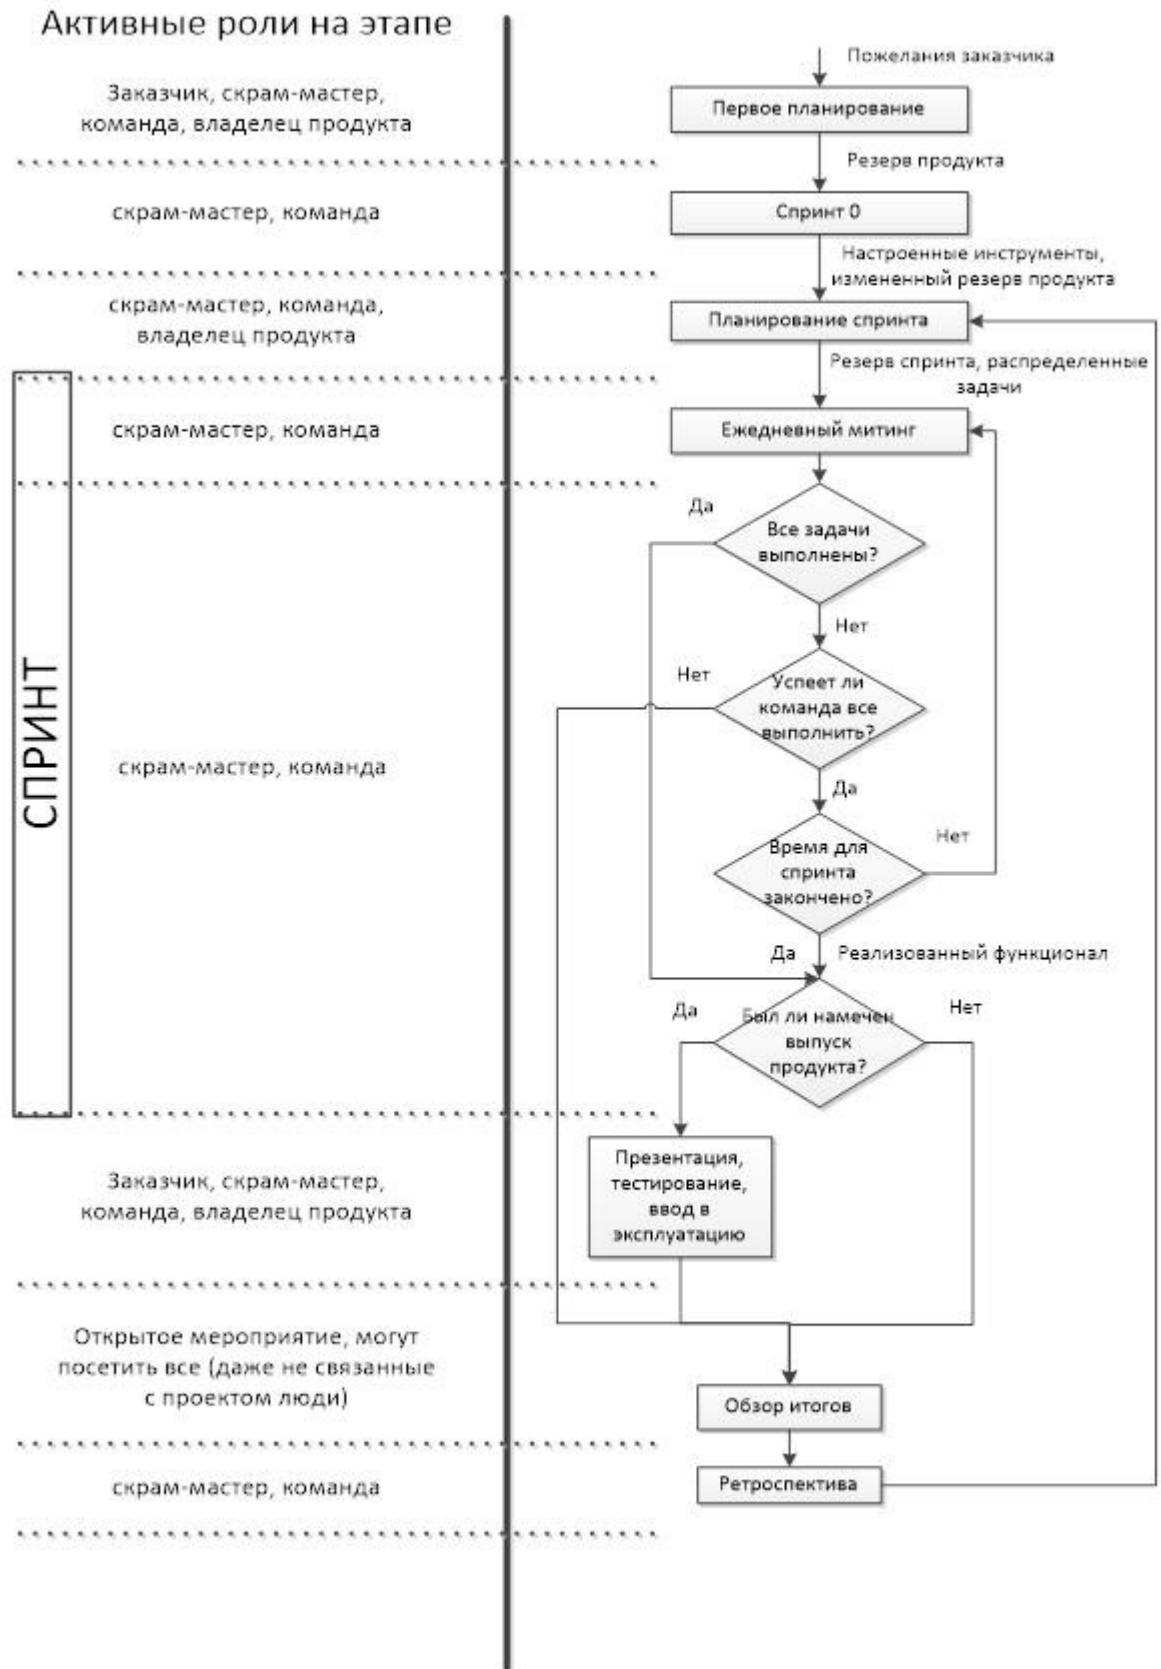 Активные роли на этапе
Пожелания заказчика
Заказчик, скрам-мастер,
команда, владелец продукта
Первое планирование
Резерв продукта
скрам-мастер, команда
Спринт 0
Настроенные инструменты,
измененный резерв продукта
скрам-мастер, команда,
владелец продукта
Планирование спринта
Резерв спринта, распределенные
задачи
скрам-мастер, команда
Ежедневный митинг
Да
Все задачи
выполнены?
Нет
Нет
Успеет ли
команда все
выполнить?
СПРИНТ
скрам-мастер, команда
Да
Нет
Время для
спринта
закончено?
Да
Реализованный функционал
Да
Был ли намечен
выпуск
продукта?
Нет
Заказчик, скрам-мастер,
команда, владелец продукта
Презентация,
тестирование,
ввод в
эксплуатацию
Открытое мероприятие, могут
посетить все (даже не связанные
с проектом люди)
Обзор итогов
скрам-мастер, команда
Ретроспектива